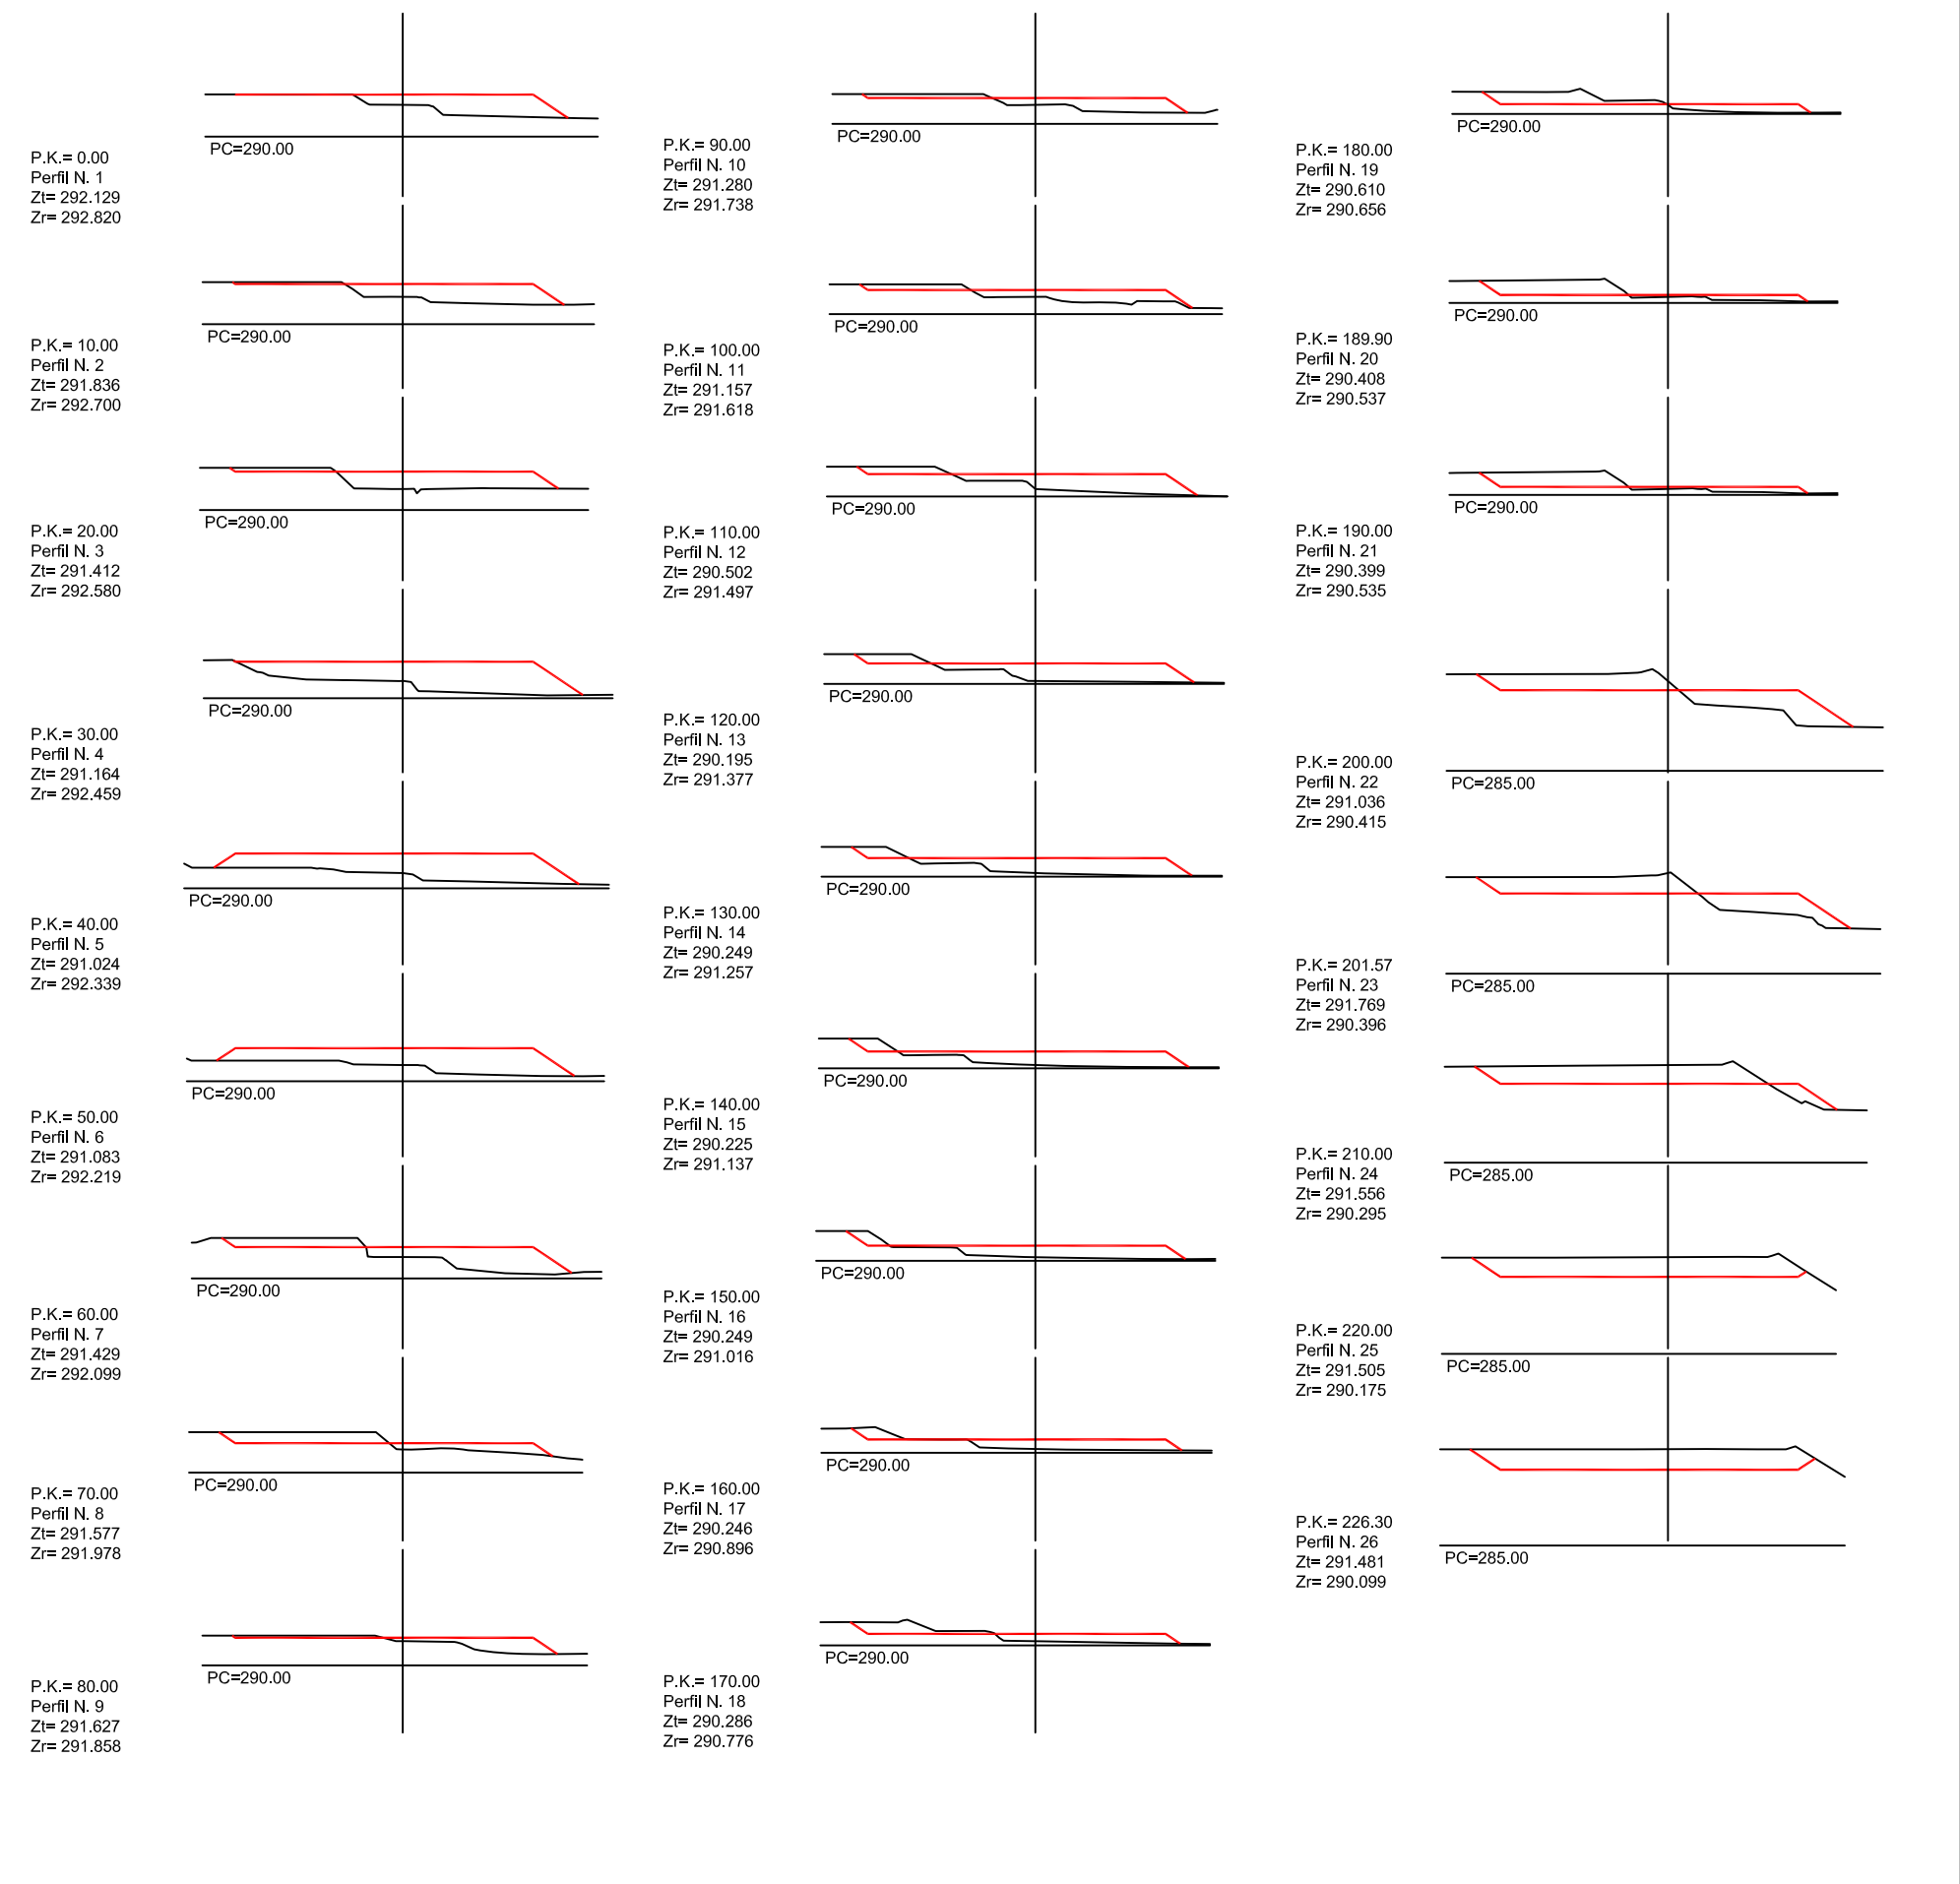 PC=290.00
P.K.= 0.00
Perfil N. 1
Zt= 292.129
Zr= 292.820
PC=290.00
P.K.= 10.00
Perfil N. 2
Zt= 291.836
Zr= 292.700
PC=290.00
P.K.= 20.00
Perfil N. 3
Zt= 291.412
Zr= 292.580
PC=290.00
P.K.= 30.00
Perfil N. 4
Zt= 291.164
Zr= 292.459
PC=290.00
P.K.= 40.00
Perfil N. 5
Zt= 291.024
Zr= 292.339
PC=290.00
P.K.= 50.00
Perfil N. 6
Zt= 291.083
Zr= 292.219
PC=290.00
P.K.= 60.00
Perfil N. 7
Zt= 291.429
Zr= 292.099
PC=290.00
P.K.= 70.00
Perfil N. 8
Zt= 291.577
Zr= 291.978
PC=290.00
P.K.= 80.00
Perfil N. 9
Zt= 291.627
Zr= 291.858
PC=290.00
P.K.= 90.00
Perfil N. 10
Zt= 291.280
Zr= 291.738
PC=290.00
P.K.= 100.00
Perfil N. 11
Zt= 291.157
Zr= 291.618
PC=290.00
P.K.= 110.00
Perfil N. 12
Zt= 290.502
Zr= 291.497
PC=290.00
P.K.= 120.00
Perfil N. 13
Zt= 290.195
Zr= 291.377
PC=290.00
P.K.= 130.00
Perfil N. 14
Zt= 290.249
Zr= 291.257
PC=290.00
P.K.= 140.00
Perfil N. 15
Zt= 290.225
Zr= 291.137
PC=290.00
P.K.= 150.00
Perfil N. 16
Zt= 290.249
Zr= 291.016
PC=290.00
P.K.= 160.00
Perfil N. 17
Zt= 290.246
Zr= 290.896
PC=290.00
P.K.= 170.00
Perfil N. 18
Zt= 290.286
Zr= 290.776
PC=290.00
P.K.= 180.00
Perfil N. 19
Zt= 290.610
Zr= 290.656
PC=290.00
P.K.= 189.90
Perfil N. 20
Zt= 290.408
Zr= 290.537
PC=290.00
P.K.= 190.00
Perfil N. 21
Zt= 290.399
Zr= 290.535
PC=285.00
P.K.= 200.00
Perfil N. 22
Zt= 291.036
Zr= 290.415
PC=285.00
P.K.= 201.57
Perfil N. 23
Zt= 291.769
Zr= 290.396
PC=285.00
P.K.= 210.00
Perfil N. 24
Zt= 291.556
Zr= 290.295
PC=285.00
P.K.= 220.00
Perfil N. 25
Zt= 291.505
Zr= 290.175
PC=285.00
P.K.= 226.30
Perfil N. 26
Zt= 291.481
Zr= 290.099